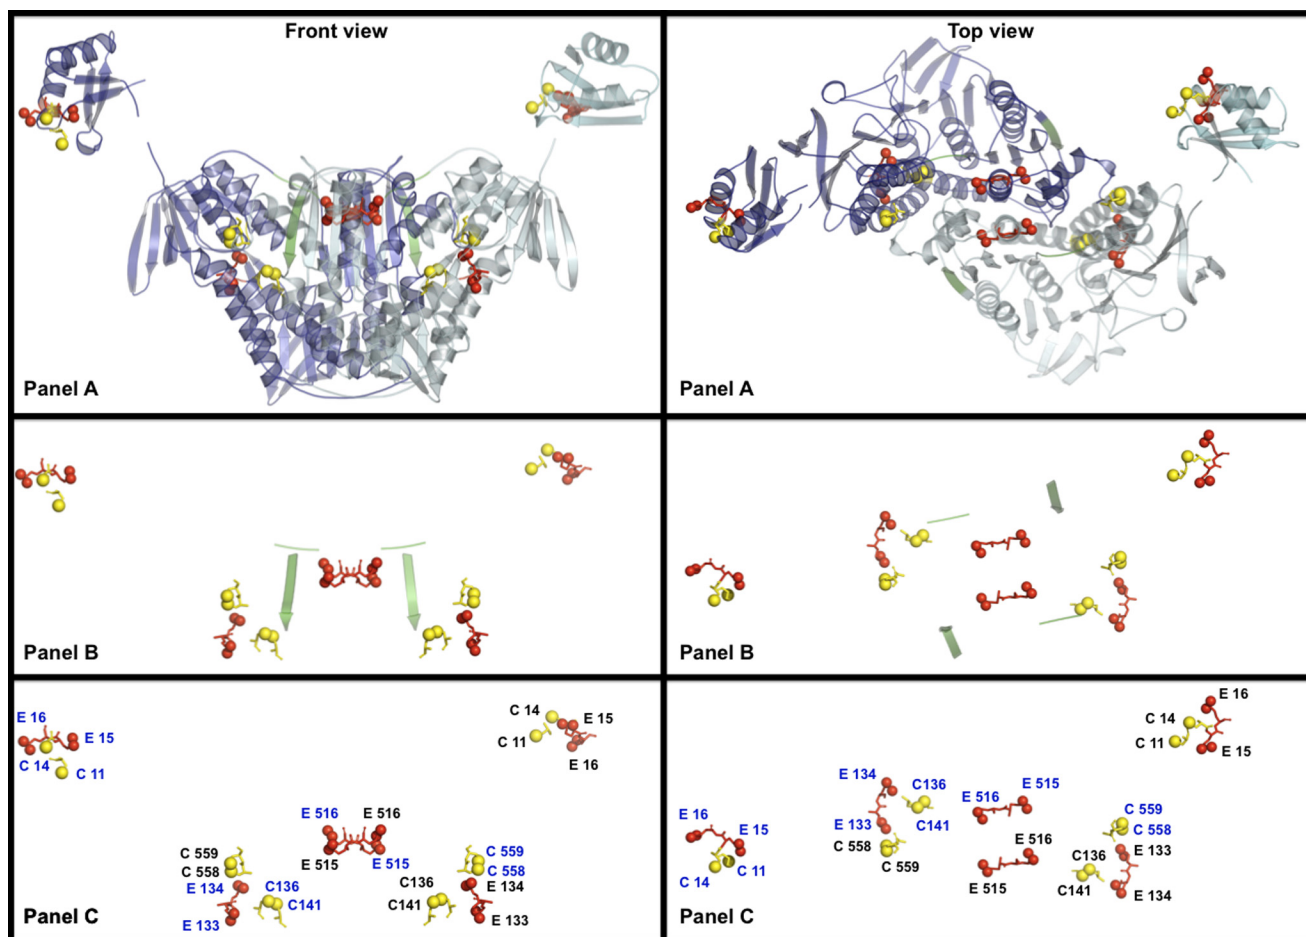 Front view
Top view
Panel A
Panel A
Panel B
Panel B
E 16
E 15
C 14
C 11
C 14
E 15
C 11
E 16
E 516
E 516
E 515
E 515
C 559
C 558
E 134
C136
C141
E 133
C 559
C 558
C136
E 134
C141
E 133
Panel C
E 16
C 14
C 11
E 15
E 134
C136
E 515
E 516
C 559
C 558
E 16
E 133
C141
E 15
C 558
E 516
E 133
C 559
C136
C 14
C 11
E 515
C141
E 134
Panel C